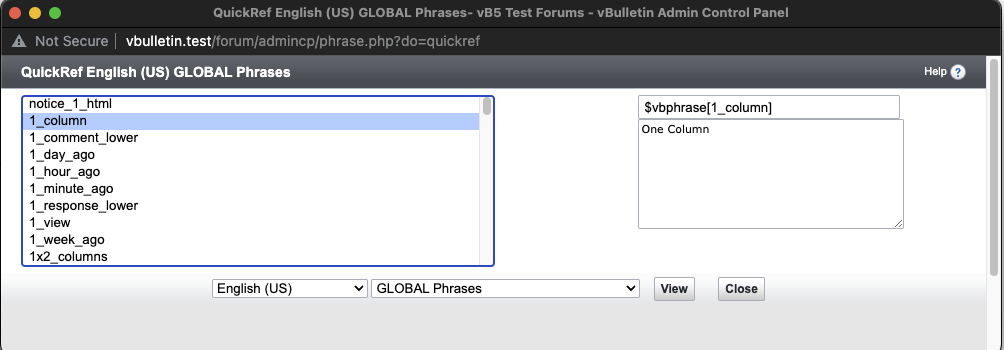 QuickRef English (US) GLOBAL Phrases- vB5 Test Forums - vBulletin Admin Control Panel
Not Secure | vbulletin.test/forum/admincp/phrase.php?do=quickref
QuickRef English (US) GLOBAL Phrases
Help ?
notice_1_html
1_column
1_comment_lower
1_day_ago
1_hour_ago
1_minute_ago
1_response_lower
1_view
1_week_ago
1x2_columns
$vbphrase[1_column]
One Column
English (US)
GLOBAL Phrases
View
Close